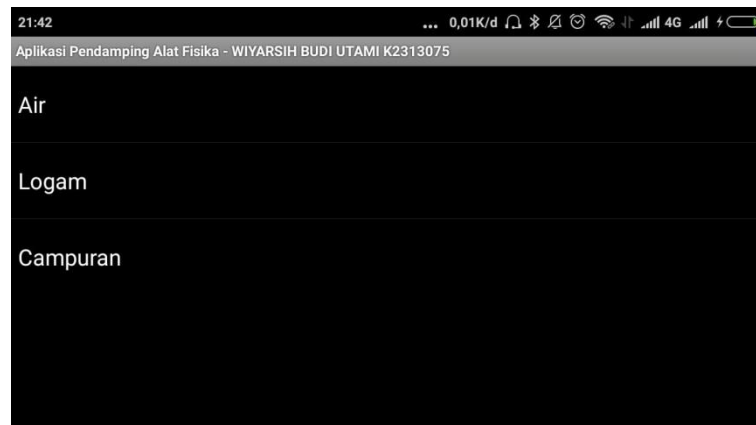 21:42 ... 0,01K/d 4G
Aplikasi Pendamping Alat Fisika - WIYARSIH BUDI UTAMI K2313075
Air
Logam
Campuran